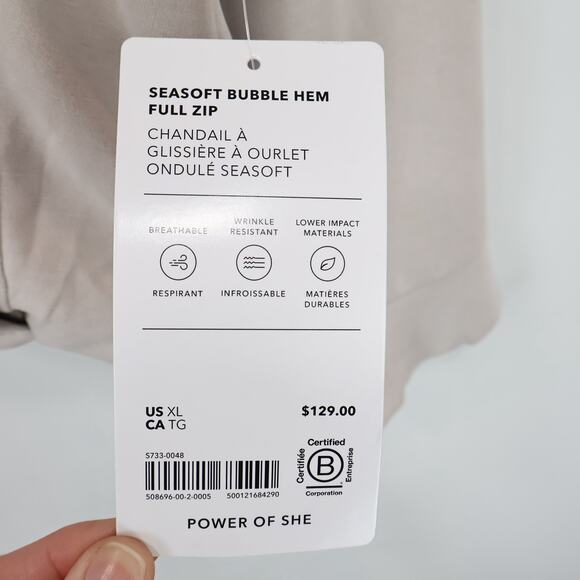 SEASOFT BUBBLE HEM
FULL ZIP
CHANDAIL À
GLISSIÈRE À OURLET
ONDULÉ SEASOFT
BREATHABLE
WRINKLE
RESISTANT
LOWER IMPACT
MATERIALS
RESPIRANT
INFROISSABLE
MATIÈRES
DURABLES
US XL
CA TG
$129.00
S733-0048
508696-00-2-0005
500121684290
Certified
Certifiée
B
Entreprise
Corporation
POWER OF SHE